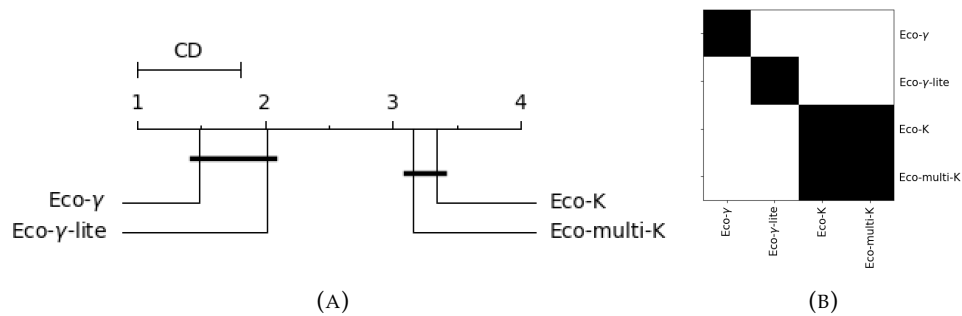 CD
1 2 3 4
Eco-γ Eco-K
Eco-γ-lite Eco-multi-K
(A)
Eco-γ
Eco-γ-lite
Eco-K
Eco-multi-K
Eco-γ
Eco-γ-lite
Eco-K
Eco-multi-K
(B)